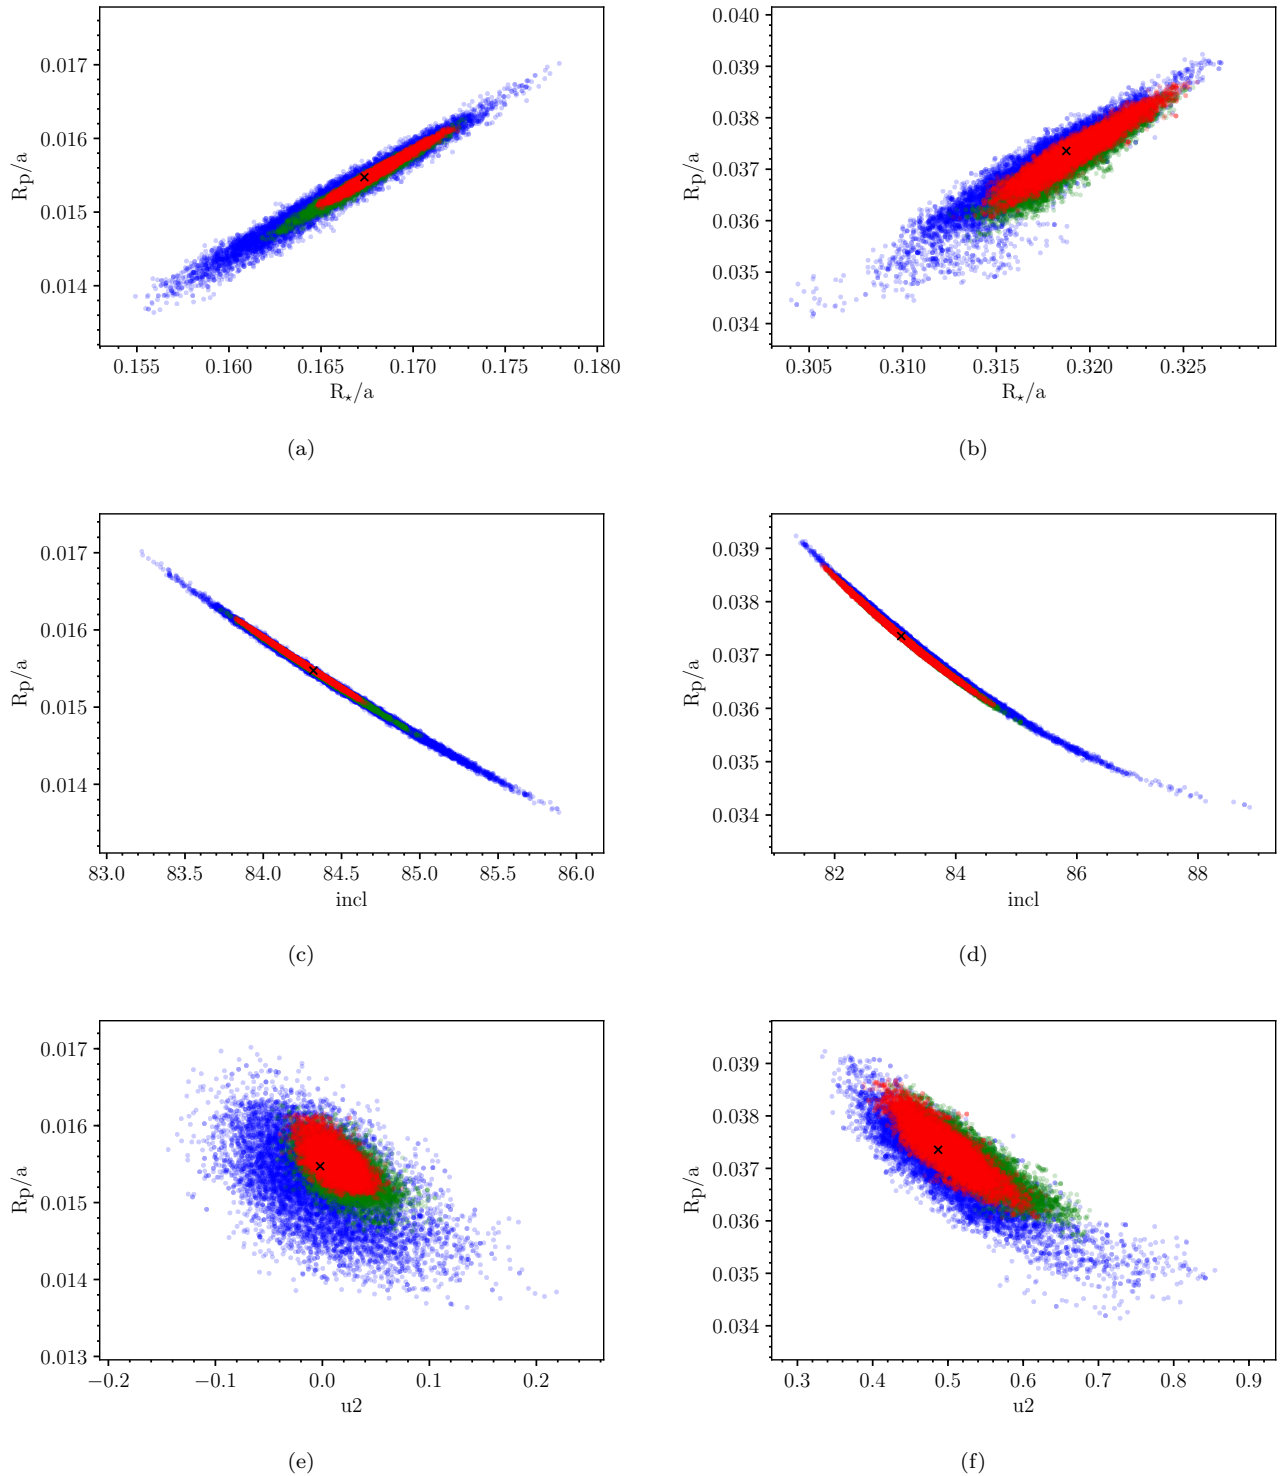 0.017
0.016
0.015
0.014
Rp/a
0.155 0.160 0.165 0.170 0.175 0.180
R⋆/a
(a)
0.040
0.039
0.038
0.037
0.036
0.035
0.034
Rp/a
0.305 0.310 0.315 0.320 0.325
R⋆/a
(b)
0.017
0.016
0.015
0.014
Rp/a
83.0 83.5 84.0 84.5 85.0 85.5 86.0
incl
(c)
0.039
0.038
0.037
0.036
0.035
0.034
Rp/a
82 84 86 88
incl
(d)
0.017
0.016
0.015
0.014
0.013
Rp/a
−0.2 −0.1 0.0 0.1 0.2
u2
(e)
0.039
0.038
0.037
0.036
0.035
0.034
Rp/a
0.3 0.4 0.5 0.6 0.7 0.8 0.9
u2
(f)